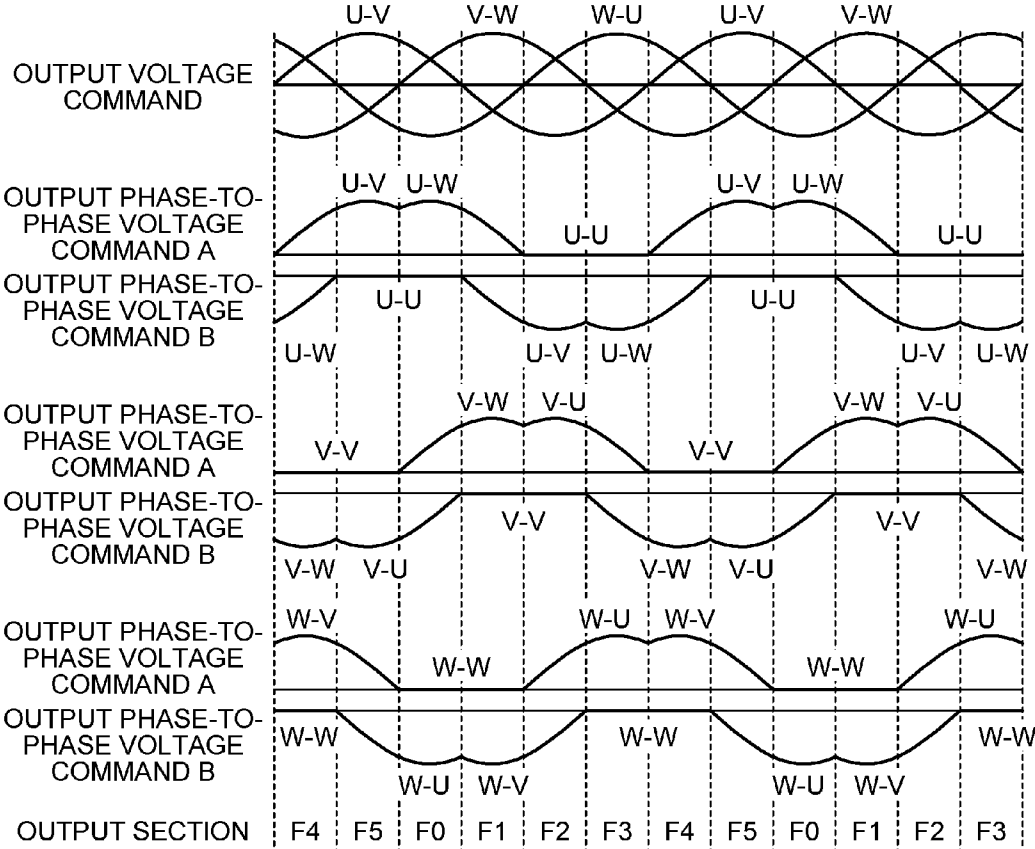 U-V V-W W-U U-V V-W
OUTPUT VOLTAGE
COMMAND
U-V U-W U-V U-W
OUTPUT PHASE-TO-
PHASE VOLTAGE
COMMAND A
U-U U-U
OUTPUT PHASE-TO-
PHASE VOLTAGE
COMMAND B
U-U U-U
U-W U-V U-W U-V U-W
V-W V-U V-W V-U
OUTPUT PHASE-TO-
PHASE VOLTAGE
COMMAND A
V-V V-V
OUTPUT PHASE-TO-
PHASE VOLTAGE
COMMAND B
V-V V-V
V-W V-U V-W V-U V-W
W-V W-U W-V W-U
OUTPUT PHASE-TO-
PHASE VOLTAGE
COMMAND A
W-W W-W
OUTPUT PHASE-TO-
PHASE VOLTAGE
COMMAND B
W-W W-W W-W
W-U W-V W-U W-V
OUTPUT SECTION F4 F5 F0 F1 F2 F3 F4 F5 F0 F1 F2 F3